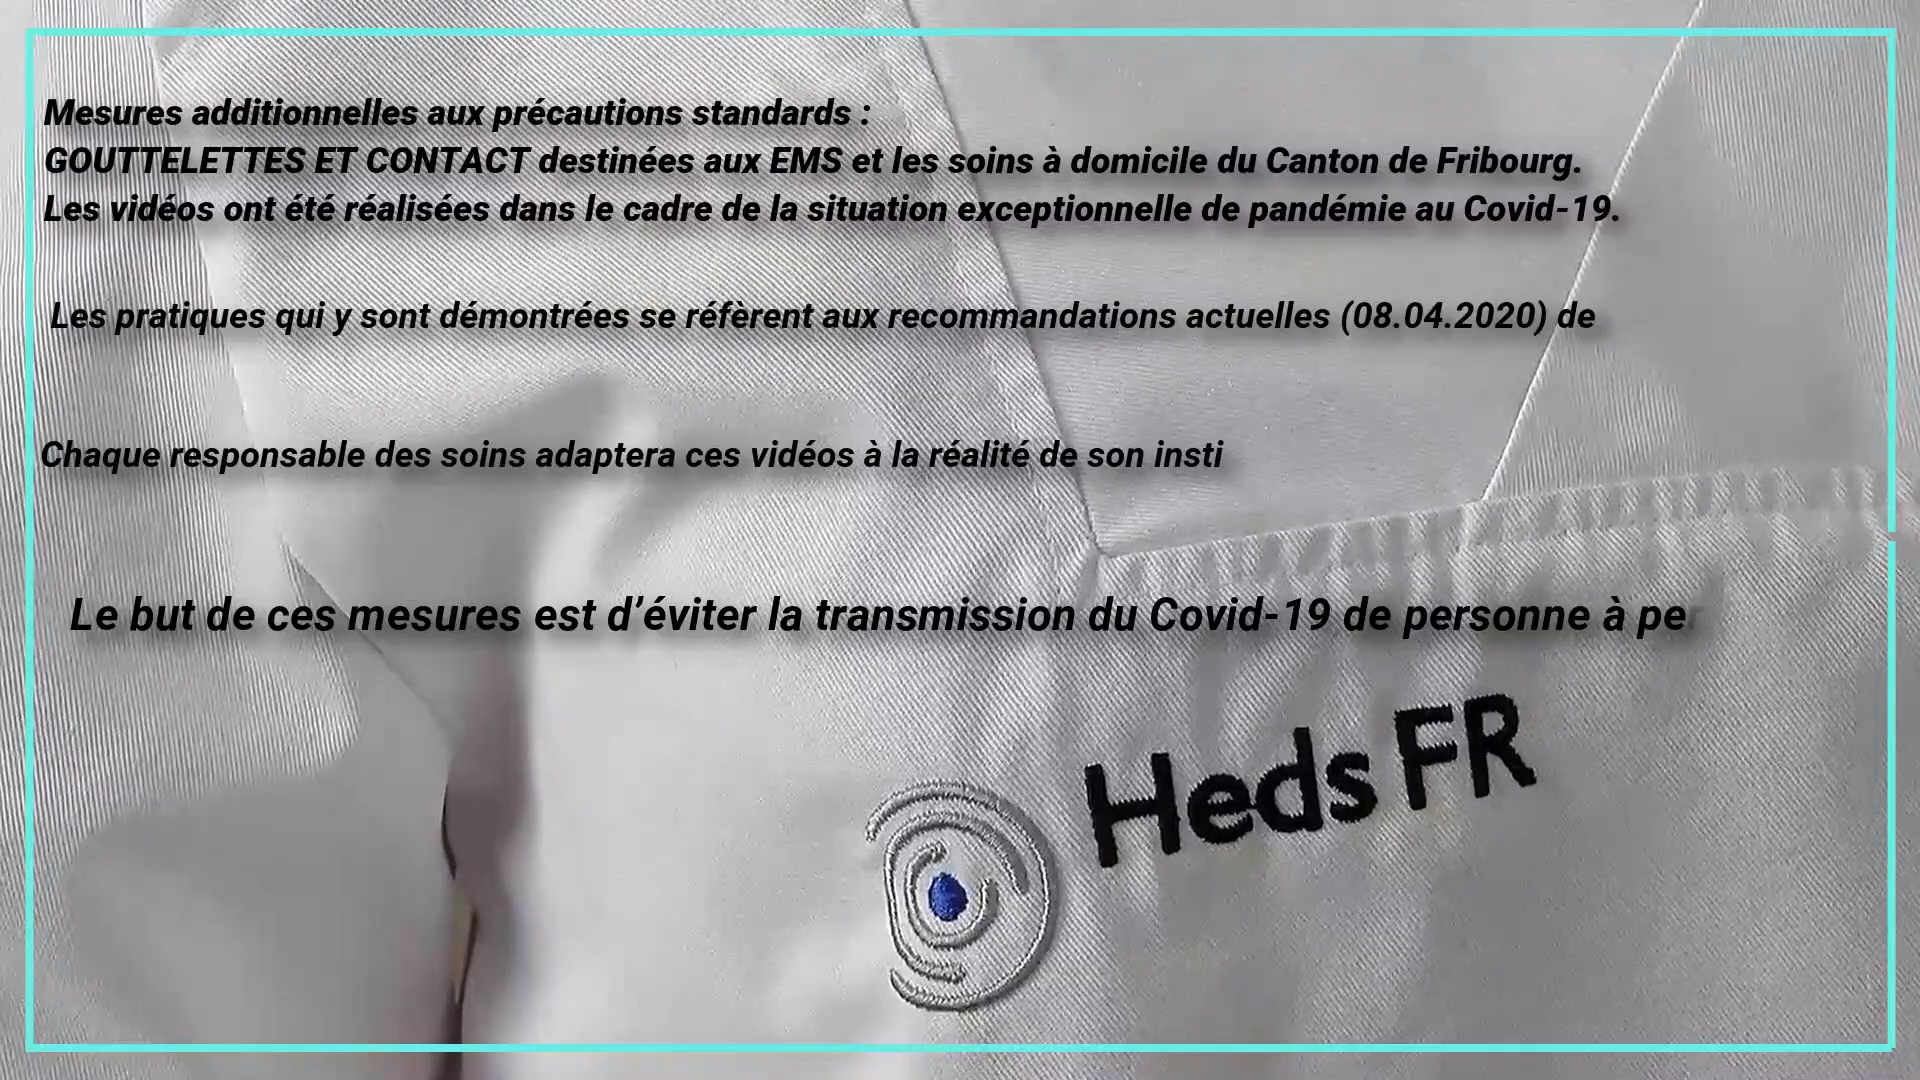 Mesures additionnelles aux précautions standards :
GOUTTELETTES ET CONTACT destinées aux EMS et les soins à domicile du Canton de Fribourg.
Les vidéos ont été réalisées dans le cadre de la situation exceptionnelle de pandémie au Covid-19.
Les pratiques qui y sont démontrées se réfèrent aux recommandations actuelles (08.04.2020) de
Chaque responsable des soins adaptera ces vidéos à la réalité de son insti
Le but de ces mesures est d’éviter la transmission du Covid-19 de personne à per
Heds FR